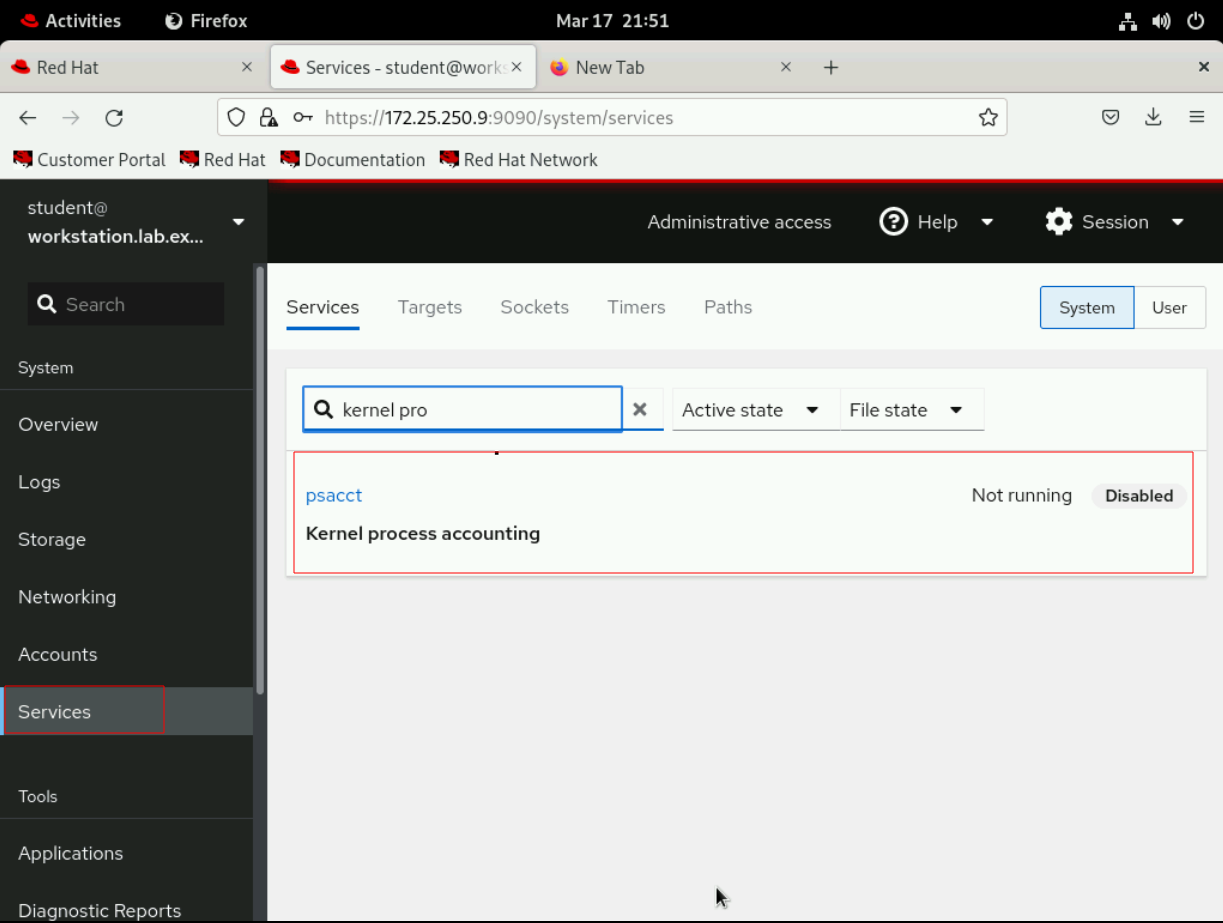 Activities Firefox Mar 17 21:51
Red Hat Services - student@works New Tab
https://172.25.250.9:9090/system/services
Customer Portal Red Hat Documentation Red Hat Network
student@
workstation.lab.ex...
Administrative access Help Session
Search
Services Targets Sockets Timers Paths System User
System
kernel pro Active state File state
Overview
Logs
psacct Not running Disabled
Kernel process accounting
Storage
Networking
Accounts
Services
Tools
Applications
Diagnostic Reports